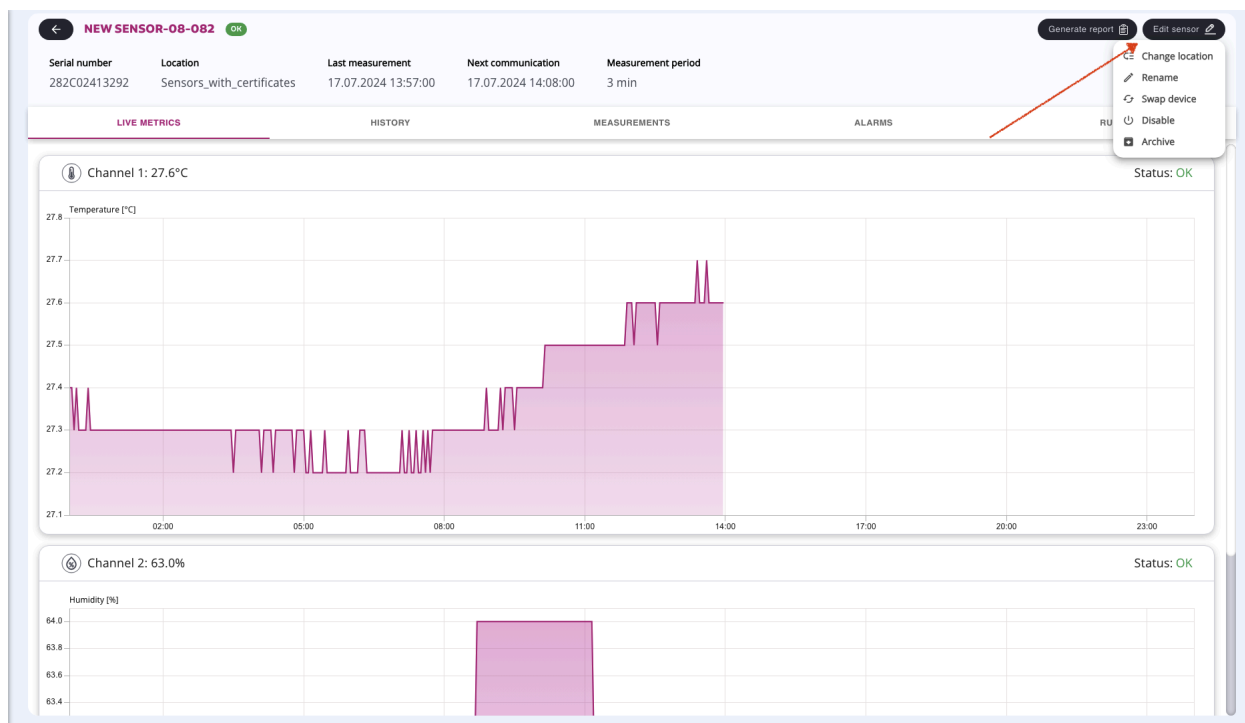 NEW SENSOR-08-082 OK
Generate report
Edit sensor
Change location
Rename
Swap device
Disable
Archive
Serial number Location Last measurement Next communication Measurement period
282C02413292 Sensors_with_certificates 17.07.2024 13:57:00 17.07.2024 14:08:00 3 min
LIVE METRICS HISTORY MEASUREMENTS ALARMS RU
Channel 1: 27.6°C Status: OK
Temperature [°C]
27.8
27.7
27.6
27.5
27.4
27.3
27.2
27.1
02:00 05:00 08:00 11:00 14:00 17:00 20:00 23:00
Channel 2: 63.0% Status: OK
Humidity [%]
64.0
63.8
63.6
63.4